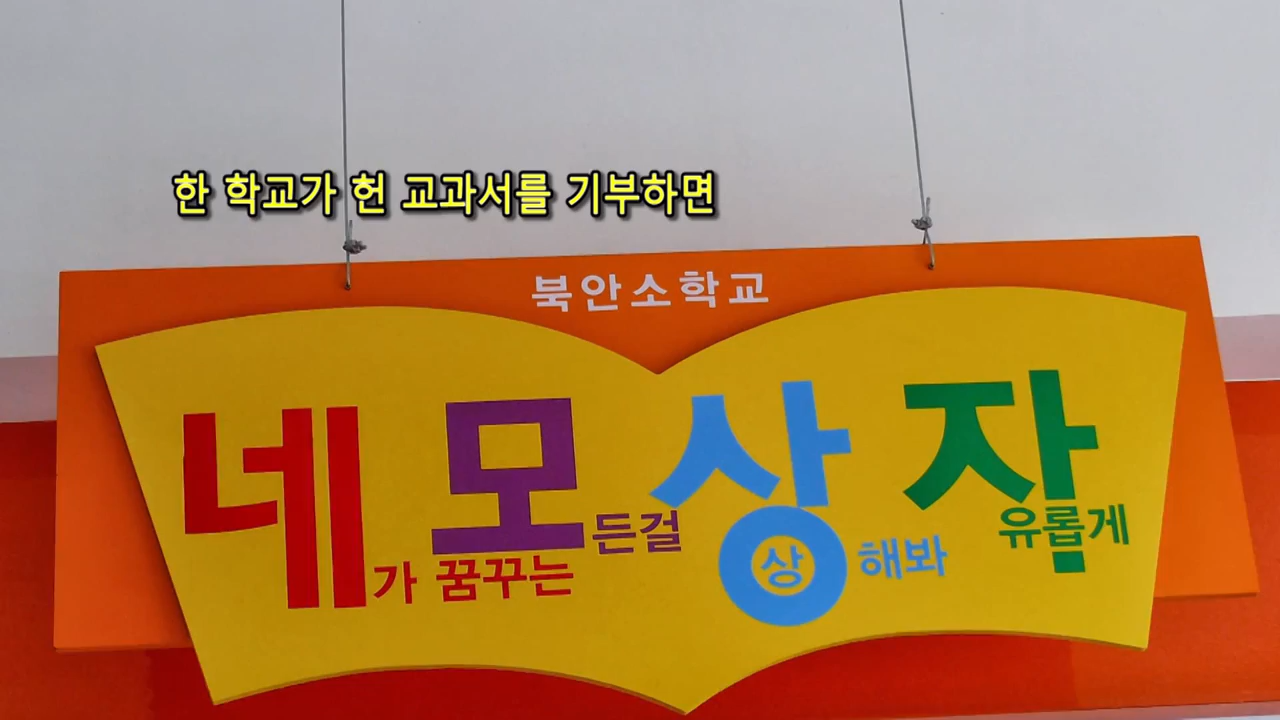 한 학교가 헌 교과서를 기부하면
북안소학교
네모상자
가 꿈꾸는 든걸 상 해봐 유롭게